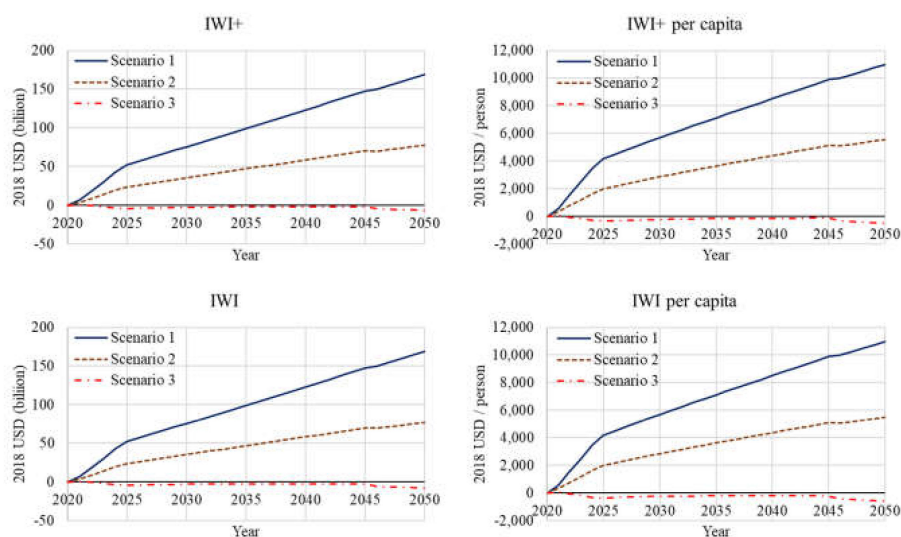 IWI+
200
150
100
50
0
-50
2018 USD (biliion)
Scenario 1
Scenario 2
Scenario 3
2020 2025 2030 2035 2040 2045 2050
Year
IWI+ per capita
12,000
10,000
8,000
6,000
4,000
2,000
0
-2,000
2018 USD / person
Scenario 1
Scenario 2
Scenario 3
2020 2025 2030 2035 2040 2045 2050
Year
IWI
200
150
100
50
0
-50
2018 USD (biliion)
Scenario 1
Scenario 2
Scenario 3
2020 2025 2030 2035 2040 2045 2050
Year
IWI per capita
12,000
10,000
8,000
6,000
4,000
2,000
0
-2,000
2018 USD / person
Scenario 1
Scenario 2
Scenario 3
2020 2025 2030 2035 2040 2045 2050
Year